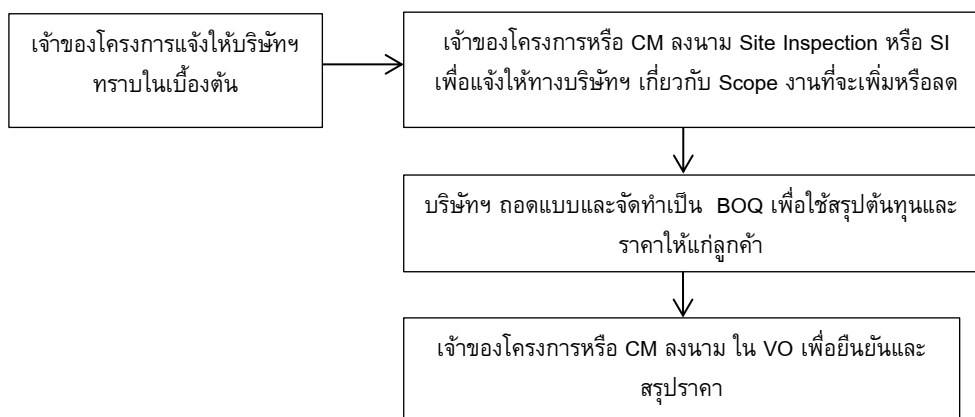 เจ้าของโครงการแจ้งให้บริษัทฯ
ทราบในเบื้องต้น
เจ้าของโครงการหรือ CM ลงนาม Site Inspection หรือ SI
เพื่อแจ้งให้ทางบริษัทฯ เกี่ยวกับ Scope งานที่จะเพิ่มหรือลด
บริษัทฯ ถอดแบบและจัดทำเป็น BOQ เพื่อใช้สรุปต้นทุนและ
ราคาให้แก่ลูกค้า
เจ้าของโครงการหรือ CM ลงนาม ใน VO เพื่อยืนยันและ
สรุปราคา